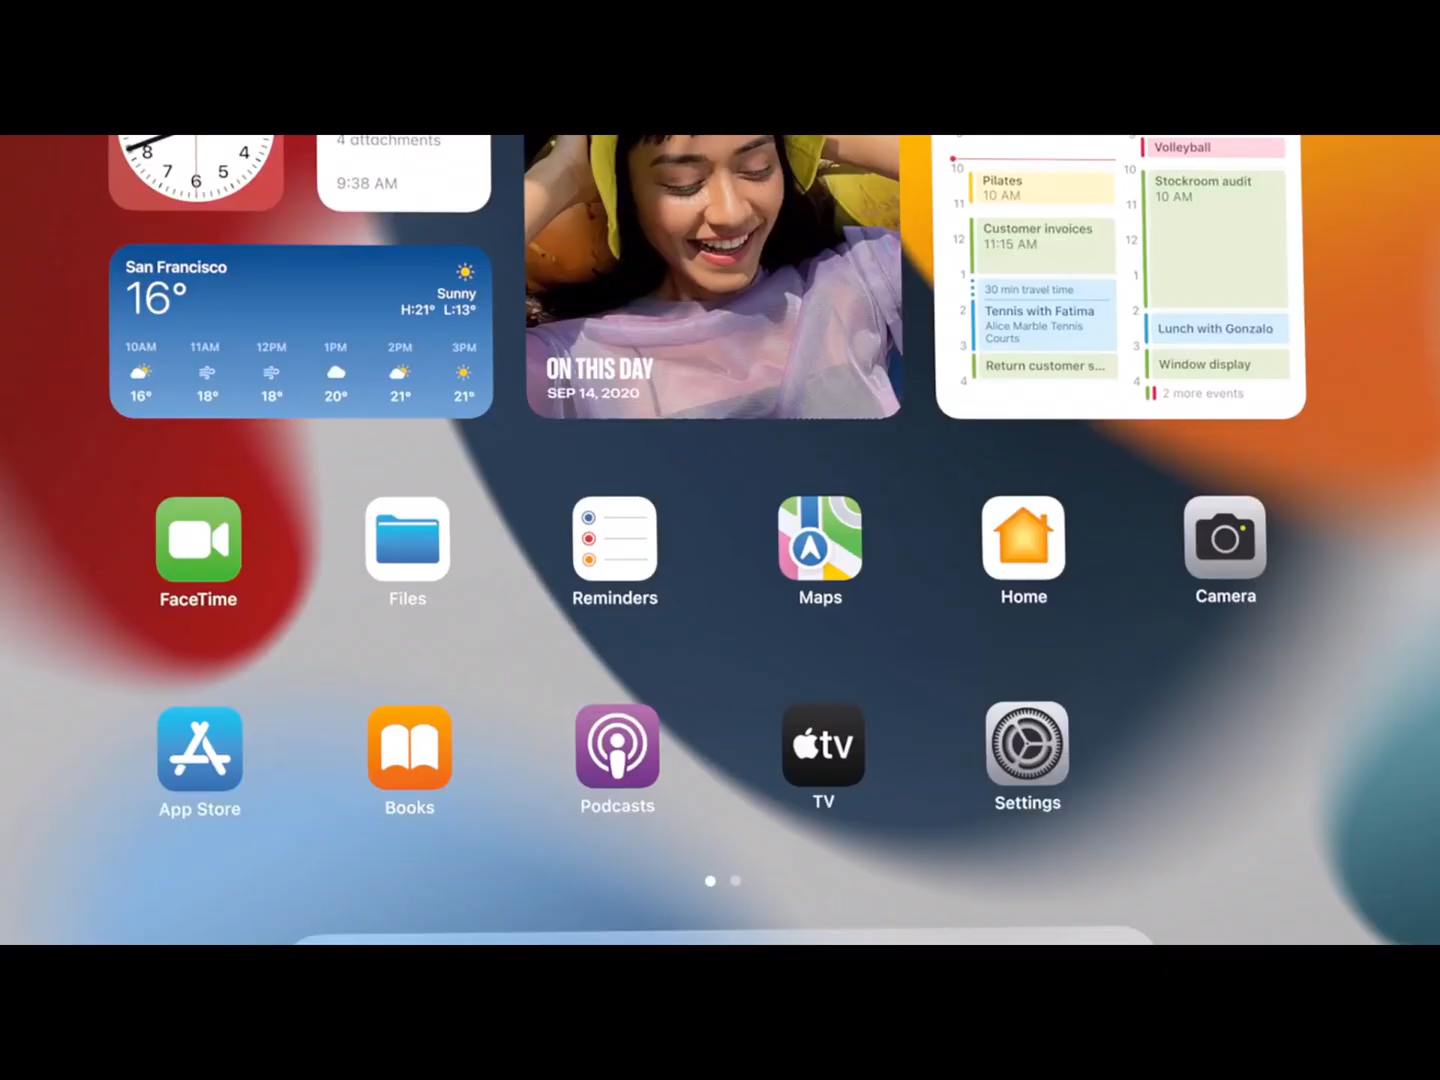 4 attachments
9:38 AM
8 7 6 5 4
San Francisco
16°
Sunny
H:21° L:13°
10AM 11AM 12PM 1PM 2PM 3PM
16° 18° 18° 20° 21° 21°
ON THIS DAY
SEP 14, 2020
10
Pilates
10 AM
11
Customer invoices
12
11:15 AM
1
30 min travel time
2
Tennis with Fatima
Alice Marble Tennis
Courts
3
Return customer s...
4
Volleyball
10
Stockroom audit
10 AM
11
12
1
2
Lunch with Gonzalo
3
Window display
4
2 more events
FaceTime
Files
Reminders
Maps
Home
Camera
App Store
Books
Podcasts
tv
TV
Settings